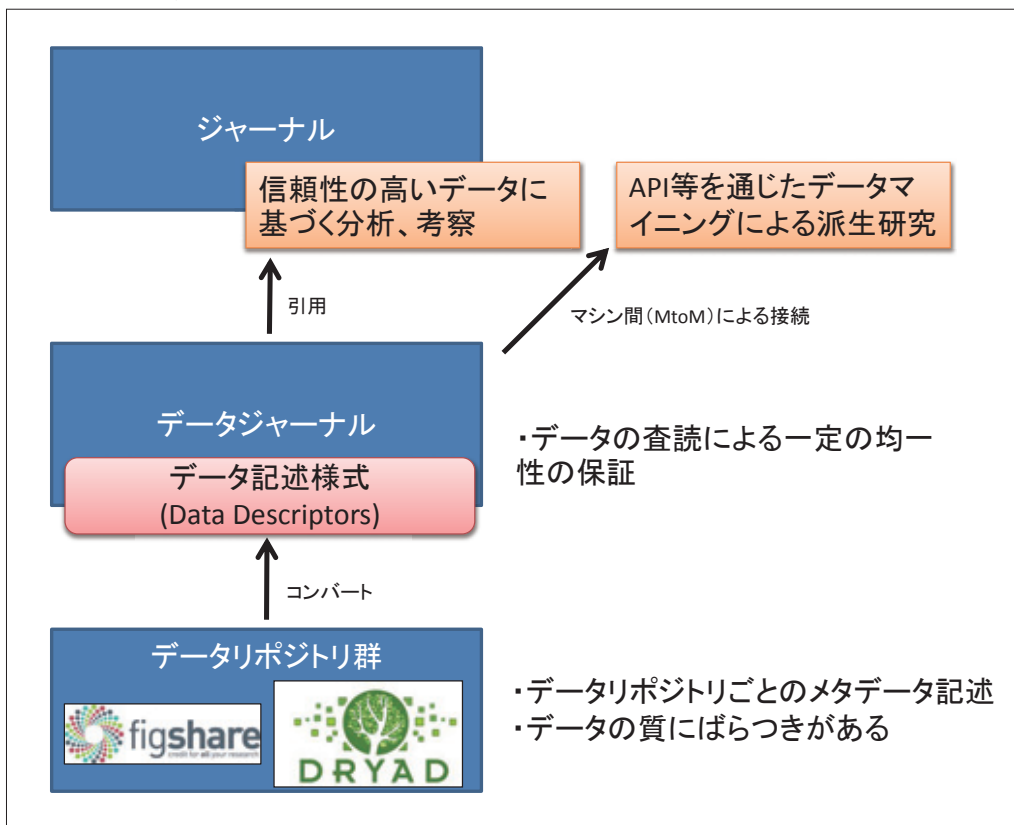 ジャーナル
信頼性の高いデータに
基づく分析、考察
API等を通じたデータマ
イニングによる派生研究
引用
マシン間（MtoM）による接続
データジャーナル
データ記述様式
(Data Descriptors)
・データの査読による一定の均一
性の保証
コンバート
データリポジトリ群
figshare
credit for all your research
DRYAD
・データリポジトリごとのメタデータ記述
・データの質にばらつきがある